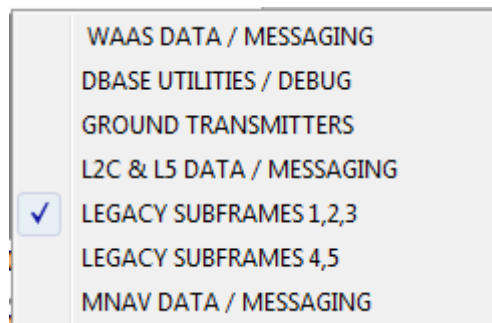 WAAS DATA / MESSAGING
DBASE UTILITIES / DEBUG
GROUND TRANSMITTERS
L2C & L5 DATA / MESSAGING
LEGACY SUBFRAMES 1,2,3
LEGACY SUBFRAMES 4,5
MNAV DATA / MESSAGING